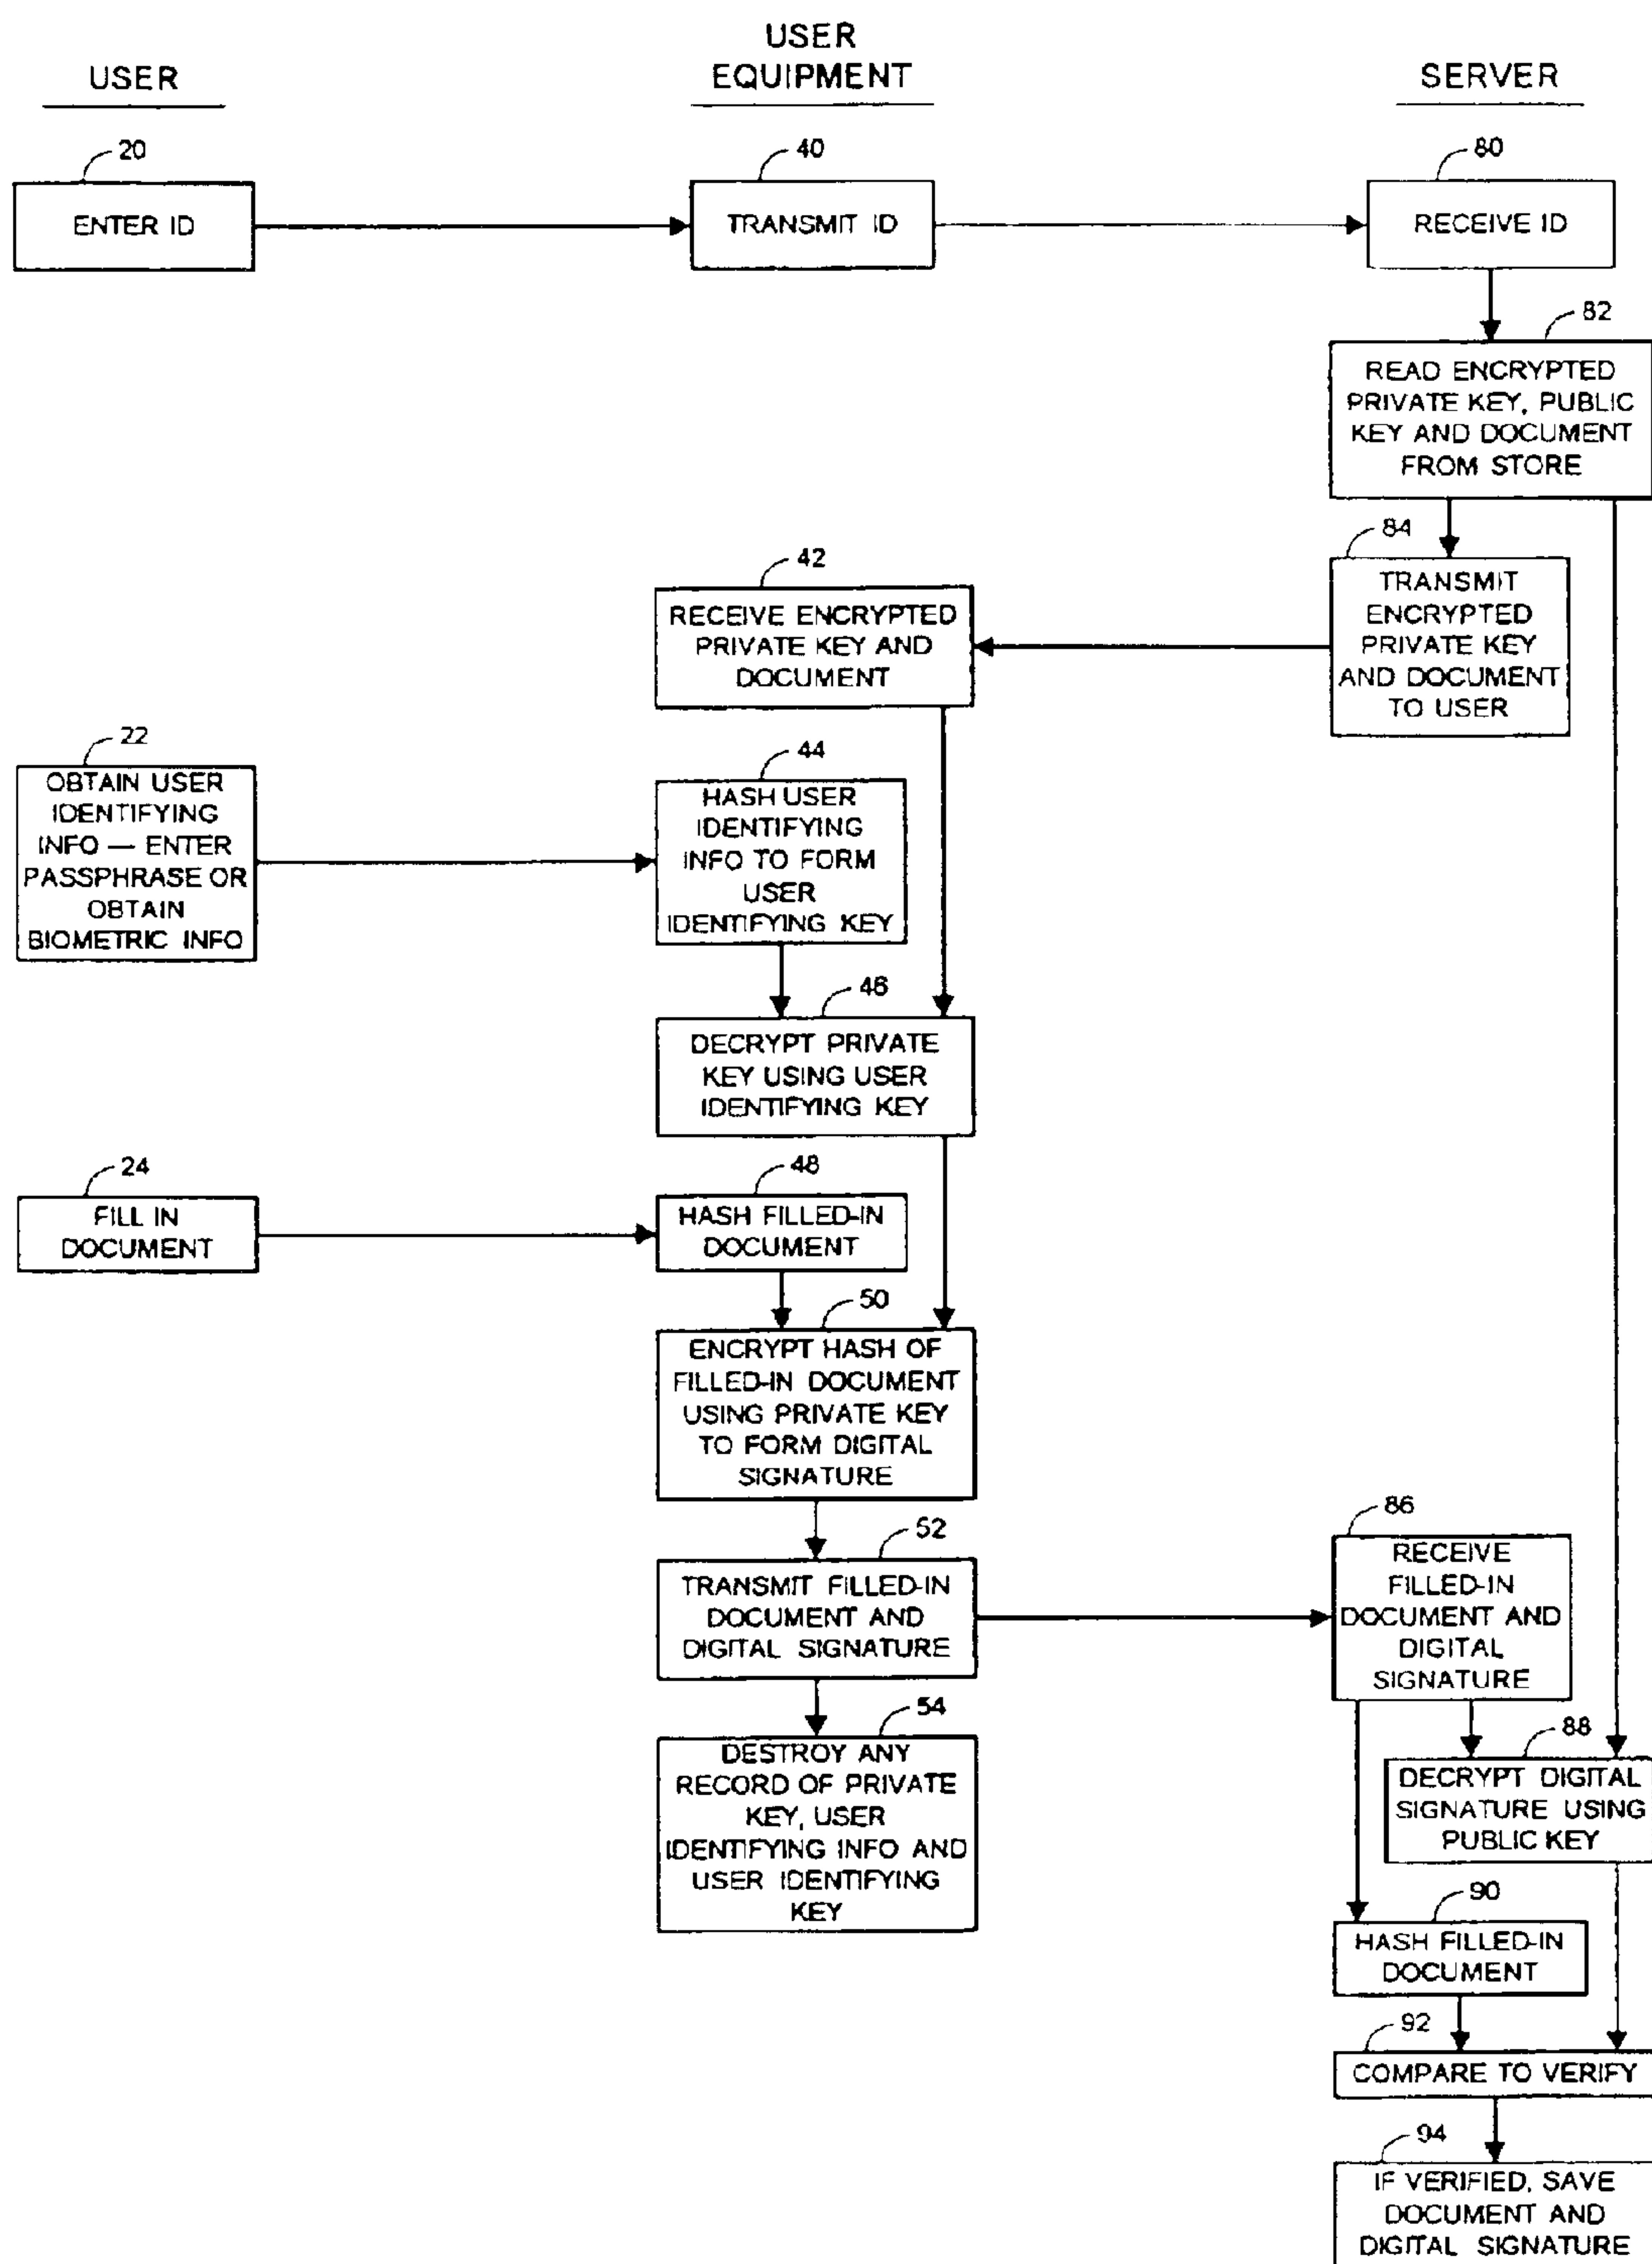 USER
USER
EQUIPMENT
SERVER
20
ENTER ID
40
TRANSMIT ID
80
RECEIVE ID
82
READ ENCRYPTED
PRIVATE KEY, PUBLIC
KEY AND DOCUMENT
FROM STORE
84
TRANSMIT
ENCRYPTED
PRIVATE KEY
AND DOCUMENT
TO USER
42
RECEIVE ENCRYPTED
PRIVATE KEY AND
DOCUMENT
22
OBTAIN USER
IDENTIFYING
INFO — ENTER
PASSPHRASE OR
OBTAIN
BIOMETRIC INFO
44
HASH USER
IDENTIFYING
INFO TO FORM
USER
IDENTIFYING KEY
46
DECRYPT PRIVATE
KEY USING USER
IDENTIFYING KEY
24
FILL IN
DOCUMENT
48
HASH FILLED-IN
DOCUMENT
50
ENCRYPT HASH OF
FILLED-IN DOCUMENT
USING PRIVATE KEY
TO FORM DIGITAL
SIGNATURE
52
TRANSMIT FILLED-IN
DOCUMENT AND
DIGITAL SIGNATURE
86
RECEIVE
FILLED-IN
DOCUMENT AND
DIGITAL
SIGNATURE
54
DESTROY ANY
RECORD OF PRIVATE
KEY, USER
IDENTIFYING INFO AND
USER IDENTIFYING
KEY
88
DECRYPT DIGITAL
SIGNATURE USING
PUBLIC KEY
90
HASH FILLED-IN
DOCUMENT
92
COMPARE TO VERIFY
94
IF VERIFIED, SAVE
DOCUMENT AND
DIGITAL SIGNATURE